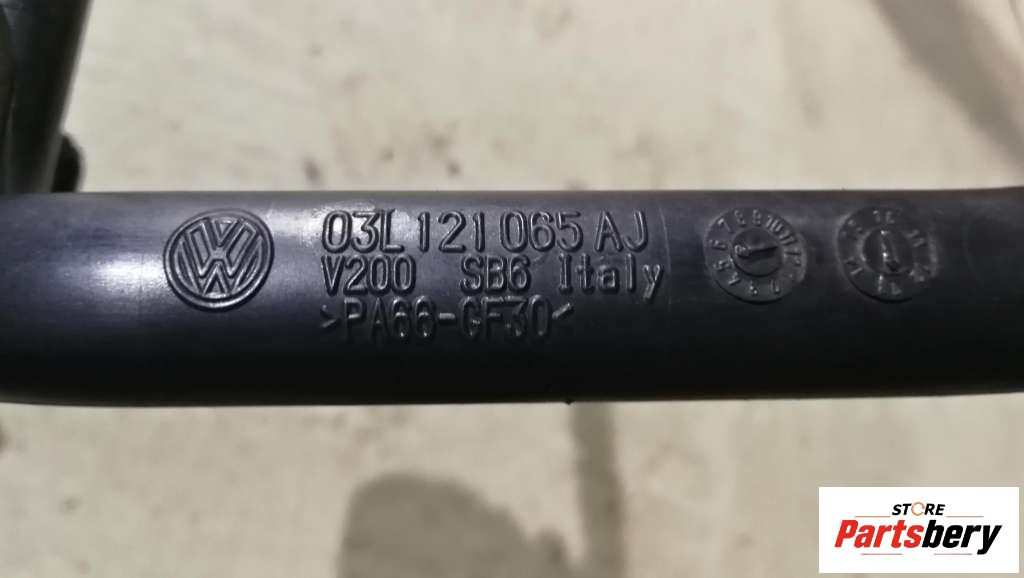 03L 121 065 AJ
V200 SB6 Italy
>PA66-GF30<
STORE
Partsbery